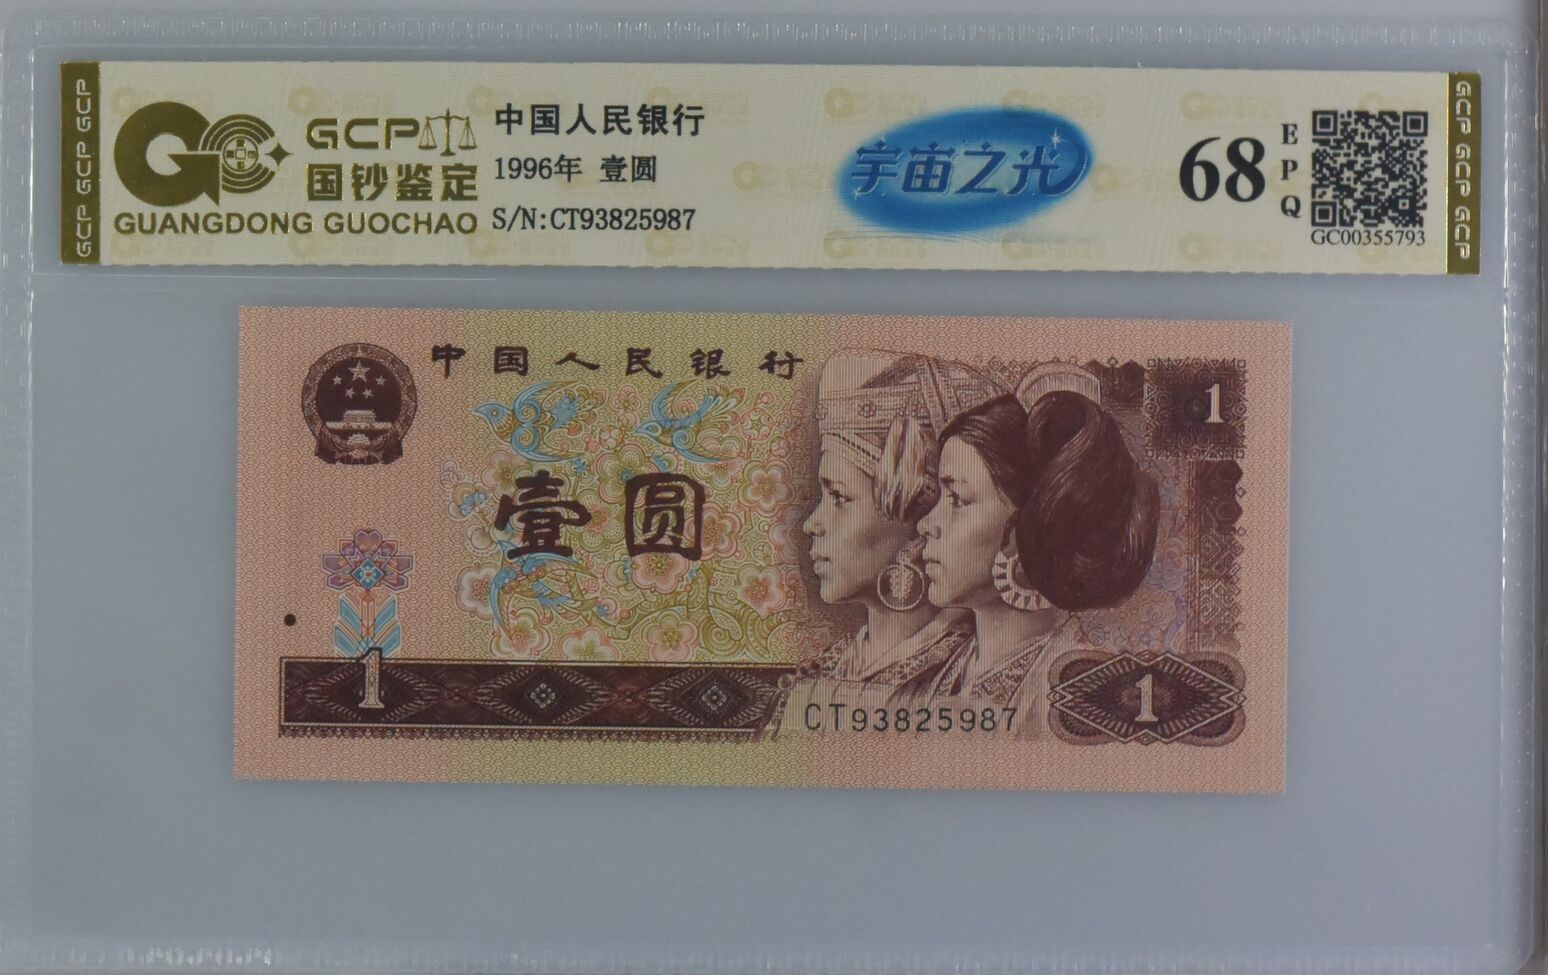 GCP GCP GCP
GCP
国钞鉴定
GUANGDONG GUOCHAO
中国人民银行
1996年 壹圆
S/N:CT93825987
宇宙之光
68
E
P
Q
GC00355793
GCP GCP GCP
中国人民银行
1
壹圆
1
CT93825987
1